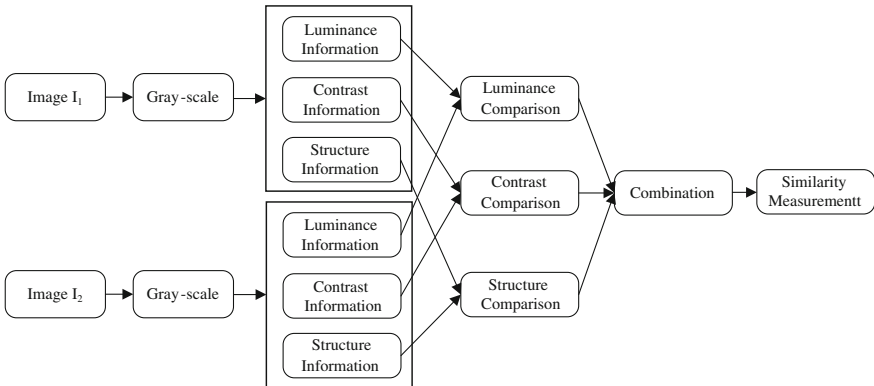 Image I₁
Gray-scale
Luminance
Information
Contrast
Information
Structure
Information
Image I₂
Gray-scale
Luminance
Information
Contrast
Information
Structure
Information
Luminance
Comparison
Contrast
Comparison
Structure
Comparison
Combination
Similarity
Measurementt